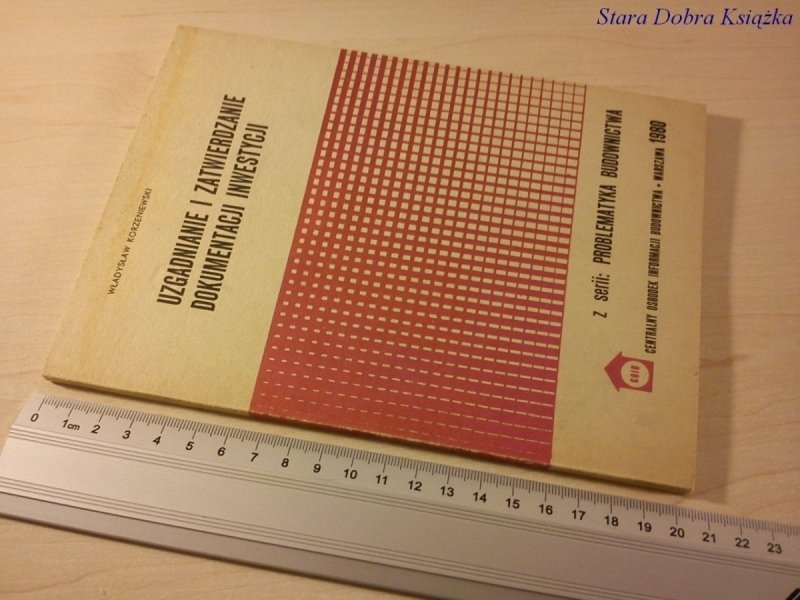 Stara Dobra Książka
WŁADYSŁAW KORZENIEWSKI
UZGADNIANIE I ZATWIERDZANIE
DOKUMENTACJI INWESTYCJI
z serii: PROBLEMATYKA BUDOWNICTWA
COIB
CENTRALNY OŚRODEK INFORMACJI BUDOWNICTWA • WARSZAWA 1980
0 1cm 2 3 4 5 6 7 8 9 10 11 12 13 14 15 16 17 18 19 20 21 22 23